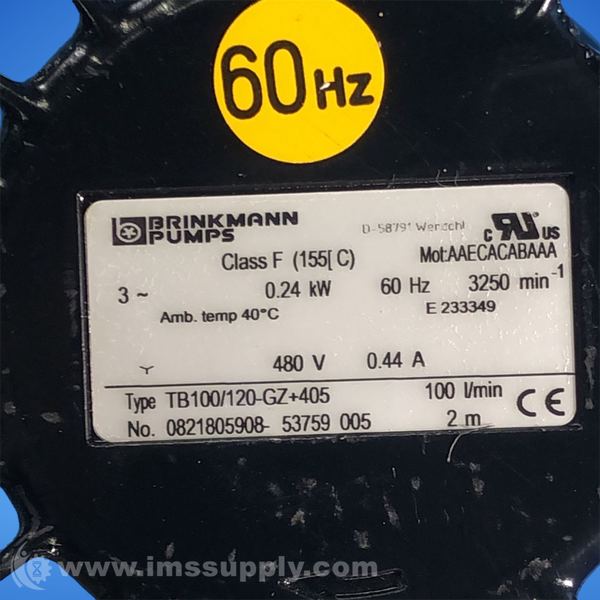 60Hz
BRINKMANN
PUMPS
D-58791 Werdohl
c RU US
Class F (155[ C)
Mot:AAECACABAAA
3 ~ 0.24 kW 60 Hz 3250 min-1
Amb. temp 40°C
E 233349
480 V 0.44 A
Type TB100/120-GZ+405 100 l/min
CE
No. 0821805908- 53759 005 2 m
www.imssupply.com